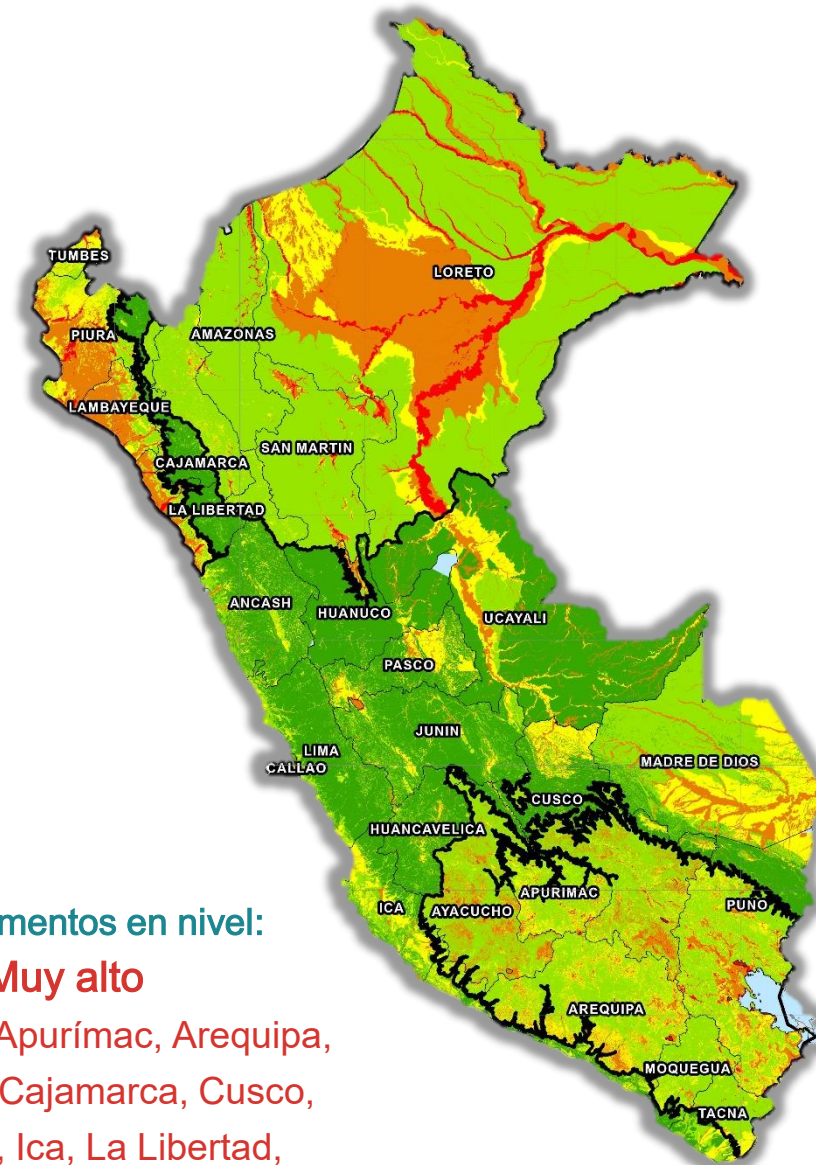 TUMBES
LORETO
PIURA
AMAZONAS
LAMBAYEQUE
SAN MARTIN
CAJAMARCA
LA LIBERTAD
ANCASH
HUANUCO
UCAYALI
PASCO
JUNIN
LIMA
CALLAO
MADRE DE DIOS
CUSCO
HUANCAVELICA
APURIMAC
ICA
AYACUCHO
PUNO
AREQUIPA
MOQUEGUA
TACNA
mentos en nivel:
Muy alto
Apurímac, Arequipa,
Cajamarca, Cusco,
, Ica, La Libertad,